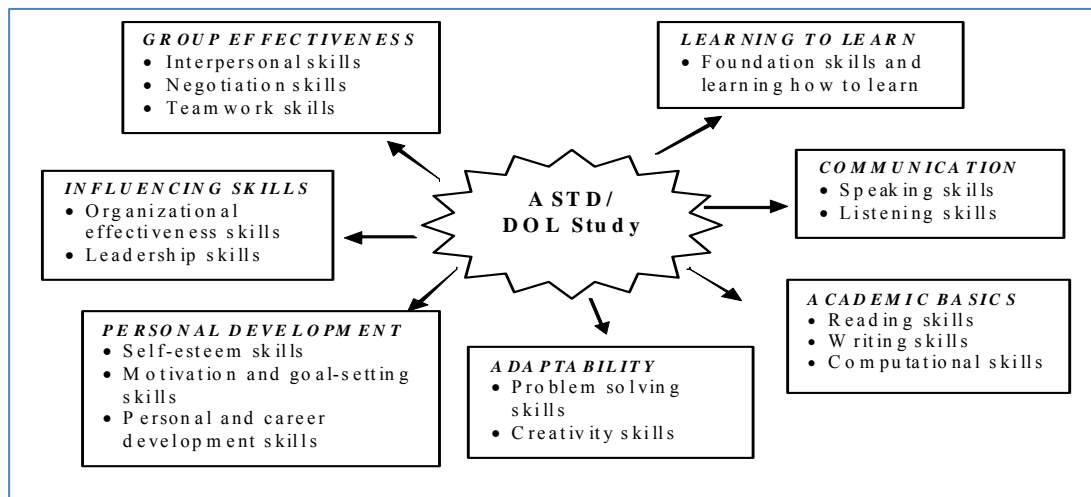 GROUP EFFECTIVENESS
• Interpersonal skills
• Negotiation skills
• Teamwork skills
LEARNING TO LEARN
• Foundation skills and
learning how to learn
INFLUENCING SKILLS
• Organizational
effectiveness skills
• Leadership skills
ASTD/
DOL Study
COMMUNICATION
• Speaking skills
• Listening skills
PERSONAL DEVELOPMENT
• Self-esteem skills
• Motivation and goal-setting
skills
• Personal and career
development skills
ADAPTABILITY
• Problem solving
skills
• Creativity skills
ACADEMIC BASICS
• Reading skills
• Writing skills
• Computational skills